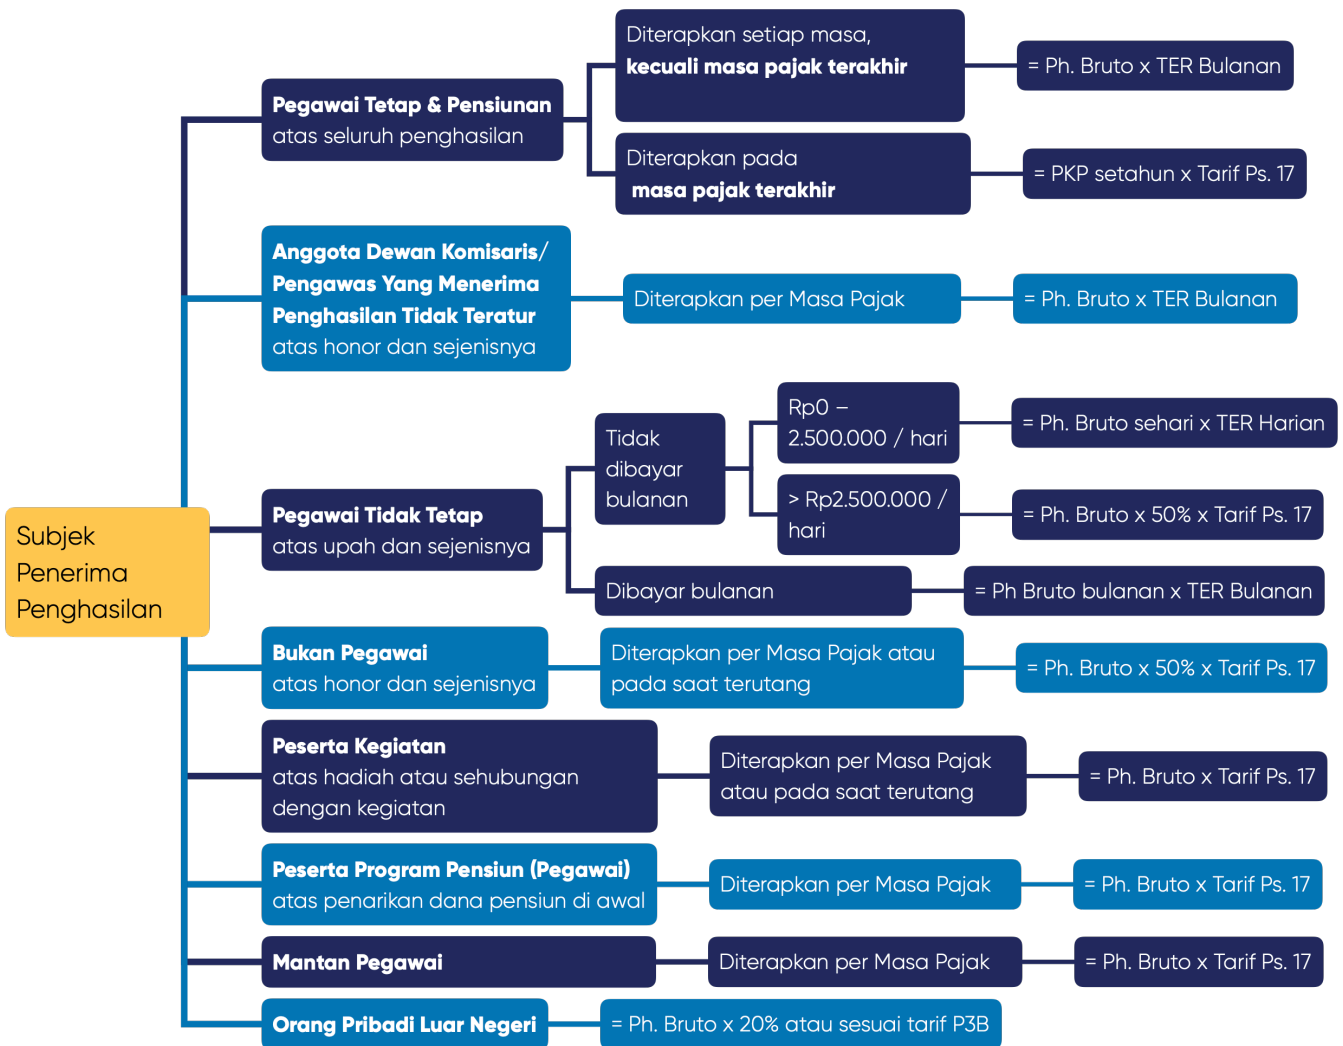 Subjek
Penerima
Penghasilan
Pegawai Tetap & Pensiunan
atas seluruh penghasilan
Diterapkan setiap masa,
kecuali masa pajak terakhir
= Ph. Bruto x TER Bulanan
Diterapkan pada
masa pajak terakhir
= PKP setahun x Tarif Ps. 17
Anggota Dewan Komisaris/
Pengawas Yang Menerima
Penghasilan Tidak Teratur
atas honor dan sejenisnya
Diterapkan per Masa Pajak
= Ph. Bruto x TER Bulanan
Pegawai Tidak Tetap
atas upah dan sejenisnya
Tidak
dibayar
bulanan
Rp0 –
2.500.000 / hari
= Ph. Bruto sehari x TER Harian
> Rp2.500.000 /
hari
= Ph. Bruto x 50% x Tarif Ps. 17
Dibayar bulanan
= Ph Bruto bulanan x TER Bulanan
Bukan Pegawai
atas honor dan sejenisnya
Diterapkan per Masa Pajak atau
pada saat terutang
= Ph. Bruto x 50% x Tarif Ps. 17
Peserta Kegiatan
atas hadiah atau sehubungan
dengan kegiatan
Diterapkan per Masa Pajak
atau pada saat terutang
= Ph. Bruto x Tarif Ps. 17
Peserta Program Pensiun (Pegawai)
atas penarikan dana pensiun di awal
Diterapkan per Masa Pajak
= Ph. Bruto x Tarif Ps. 17
Mantan Pegawai
Diterapkan per Masa Pajak
= Ph. Bruto x Tarif Ps. 17
Orang Pribadi Luar Negeri
= Ph. Bruto x 20% atau sesuai tarif P3B